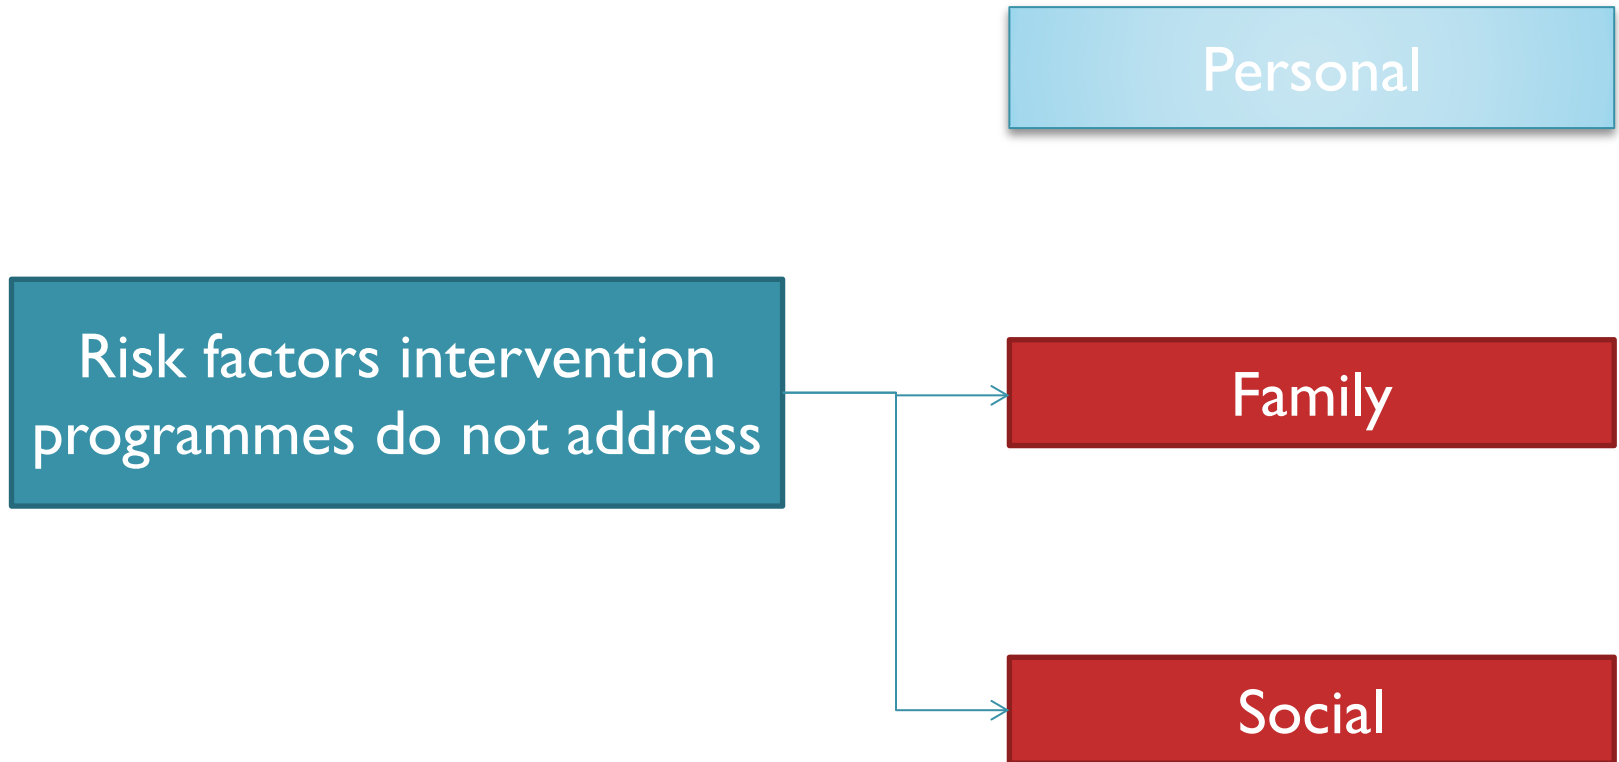 Personal
Risk factors intervention
programmes do not address
Family
Social